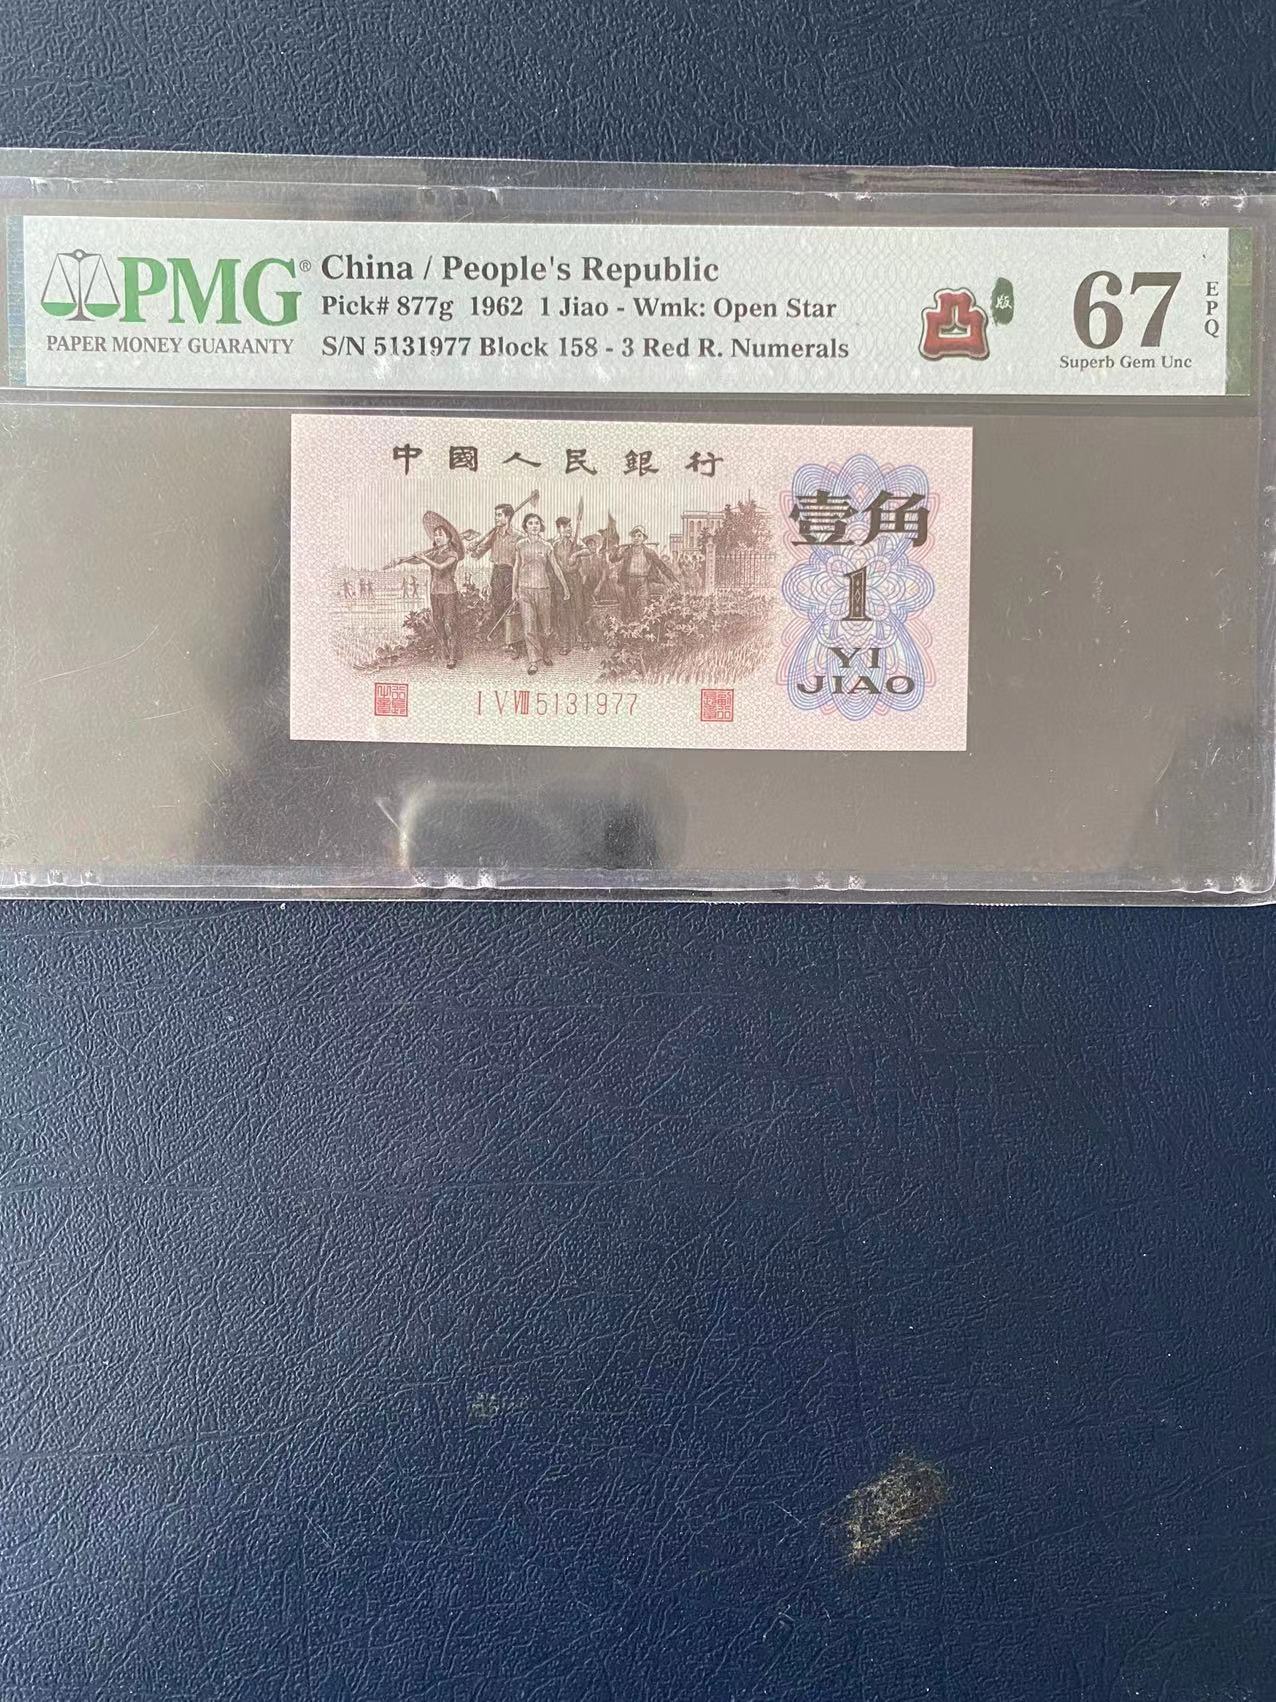 PMG®
PAPER MONEY GUARANTY
China / People's Republic
Pick# 877g 1962 1 Jiao - Wmk: Open Star
S/N 5131977 Block 158 - 3 Red R. Numerals
凸
版
67
EPQ
Superb Gem Unc
中國人民銀行
壹角
1
YI
JIAO
I V VIII 5131977